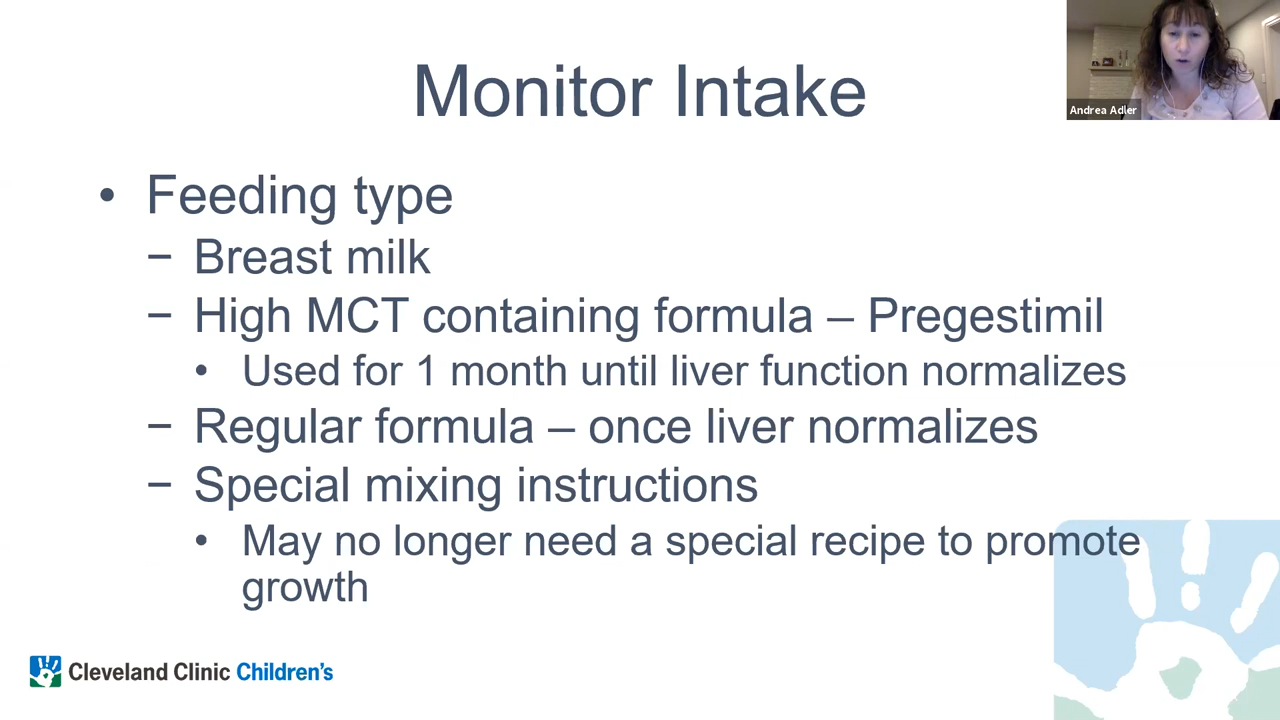 Monitor Intake
Andrea Adler
• Feeding type
− Breast milk
− High MCT containing formula – Pregestimil
• Used for 1 month until liver function normalizes
− Regular formula – once liver normalizes
− Special mixing instructions
• May no longer need a special recipe to promote
growth
Cleveland Clinic Children's